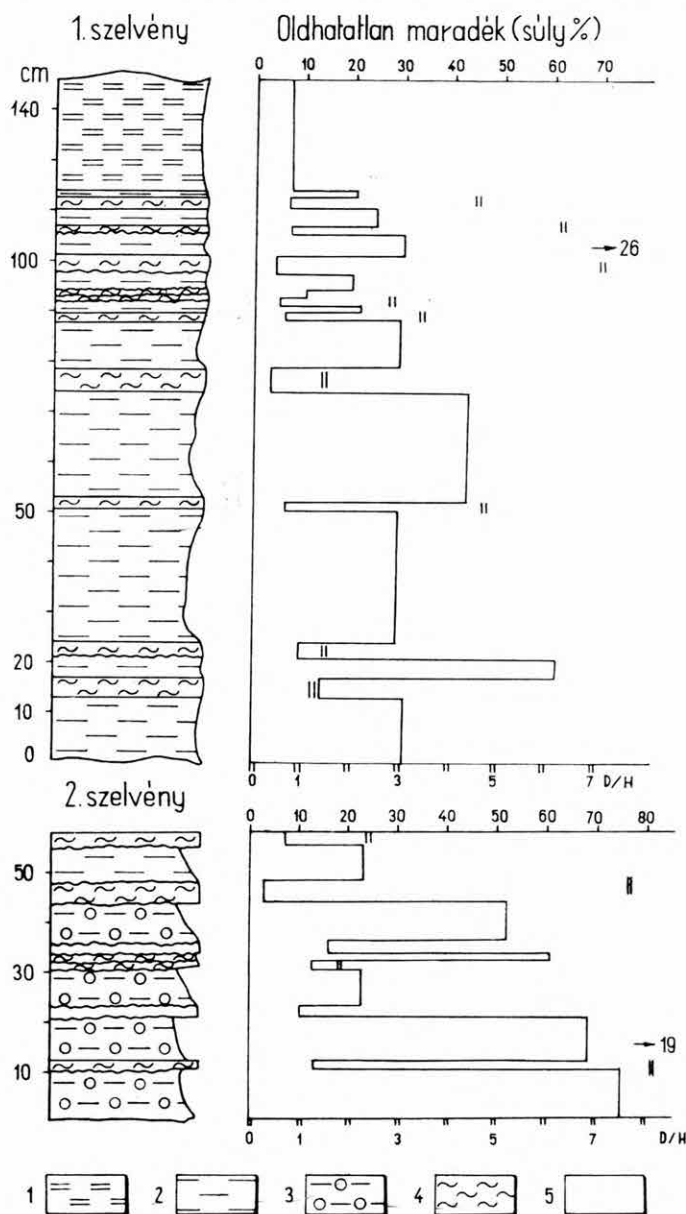 1. szelvény
Oldhatatlan maradék (súly %)
cm
0 10 20 30 40 50 60 70
140
→ 26
100
50
20
10
0
0 1 3 5 7 D/H
2. szelvény
0 10 20 30 40 50 60 70 80
50
30
→ 19
10
0 1 3 5 7 D/H
1 2 3 4 5